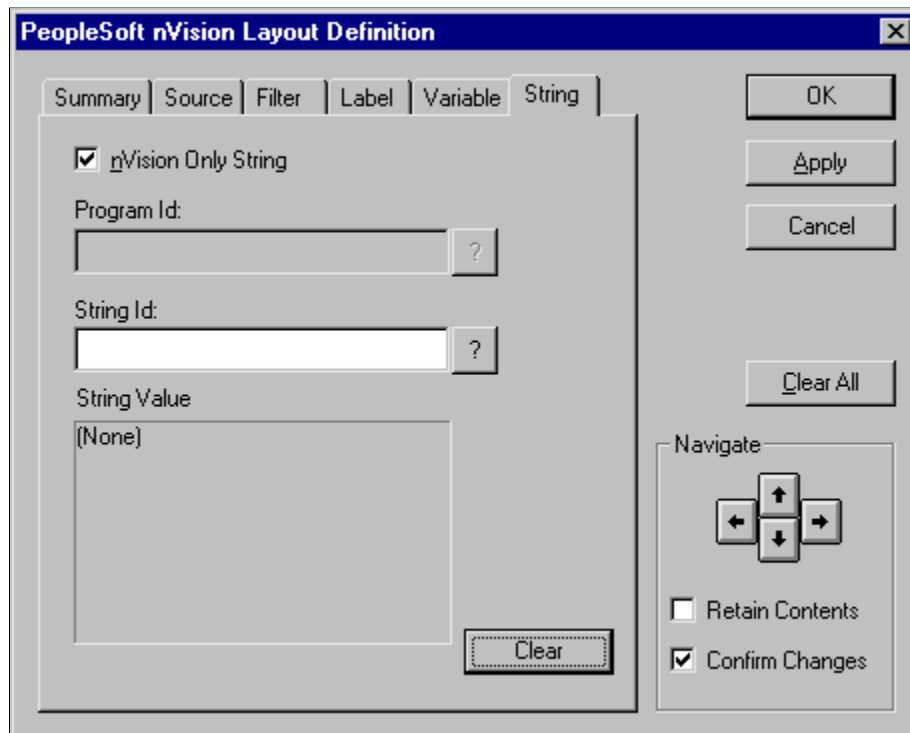 PeopleSoft nVision Layout Definition
Summary Source Filter Label Variable String
nVision Only String
Program Id:
?
String Id:
?
String Value
(None)
Clear
OK
Apply
Cancel
Clear All
Navigate
Retain Contents
Confirm Changes